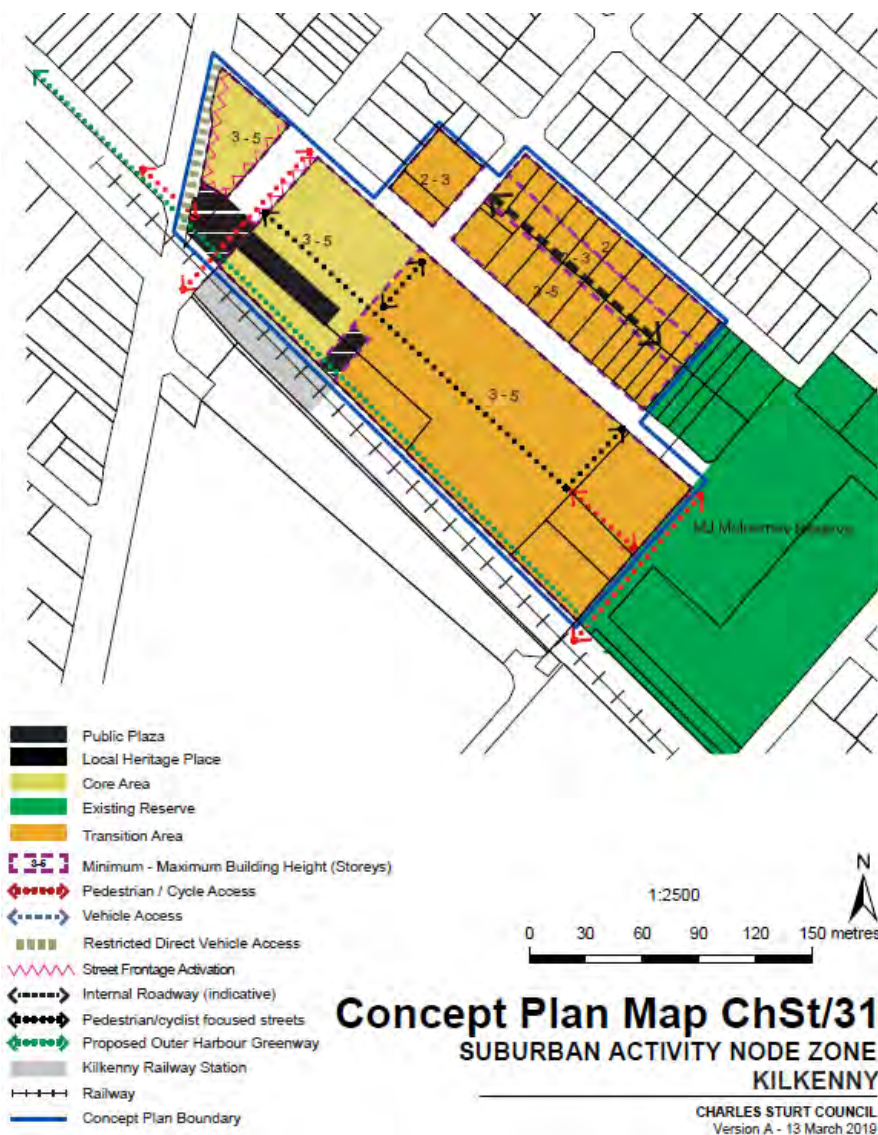 3 - 5
2 - 3
3 - 5
2
3 - 5
3 - 5
MJ McInerney Reserve
Public Plaza
Local Heritage Place
Core Area
Existing Reserve
Transition Area
3-5 Minimum - Maximum Building Height (Storeys)
Pedestrian / Cycle Access
Vehicle Access
Restricted Direct Vehicle Access
Street Frontage Activation
Internal Roadway (indicative)
Pedestrian/cyclist focused streets
Proposed Outer Harbour Greenway
Kilkenny Railway Station
Railway
Concept Plan Boundary
N
1:2500
0 30 60 90 120 150 metres
Concept Plan Map ChSt/31
SUBURBAN ACTIVITY NODE ZONE
KILKENNY
CHARLES STURT COUNCIL
Version A - 13 March 2019